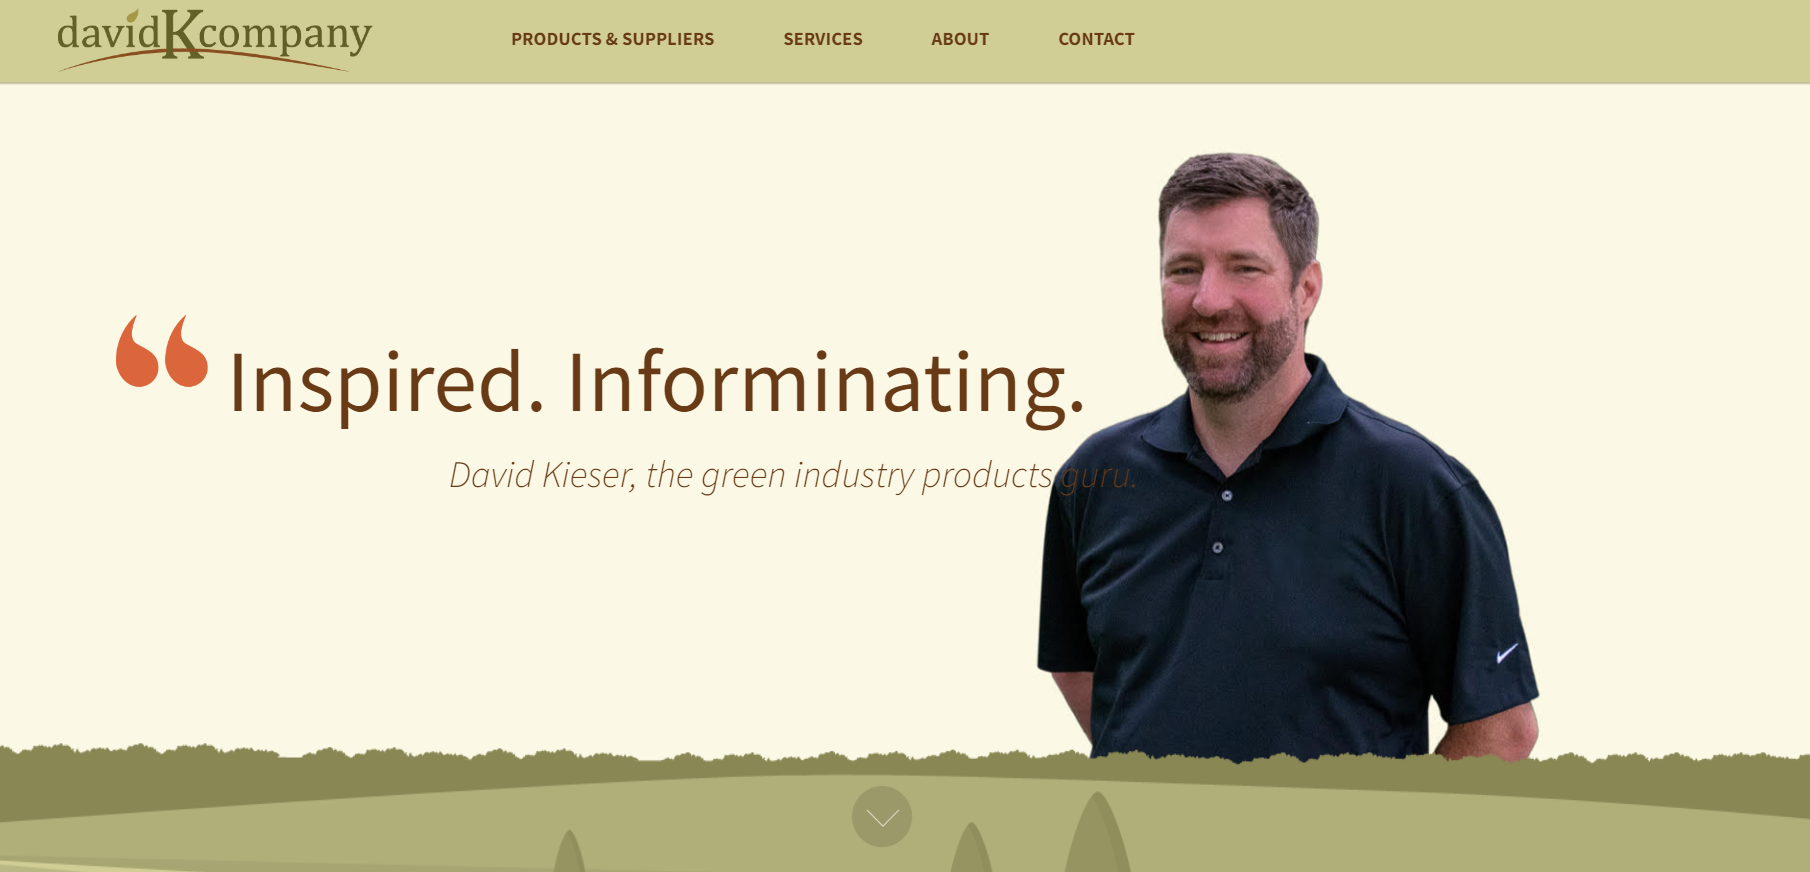 davidKcompany
PRODUCTS & SUPPLIERS SERVICES ABOUT CONTACT
“Inspired. Informinating.
David Kieser, the green industry products guru.